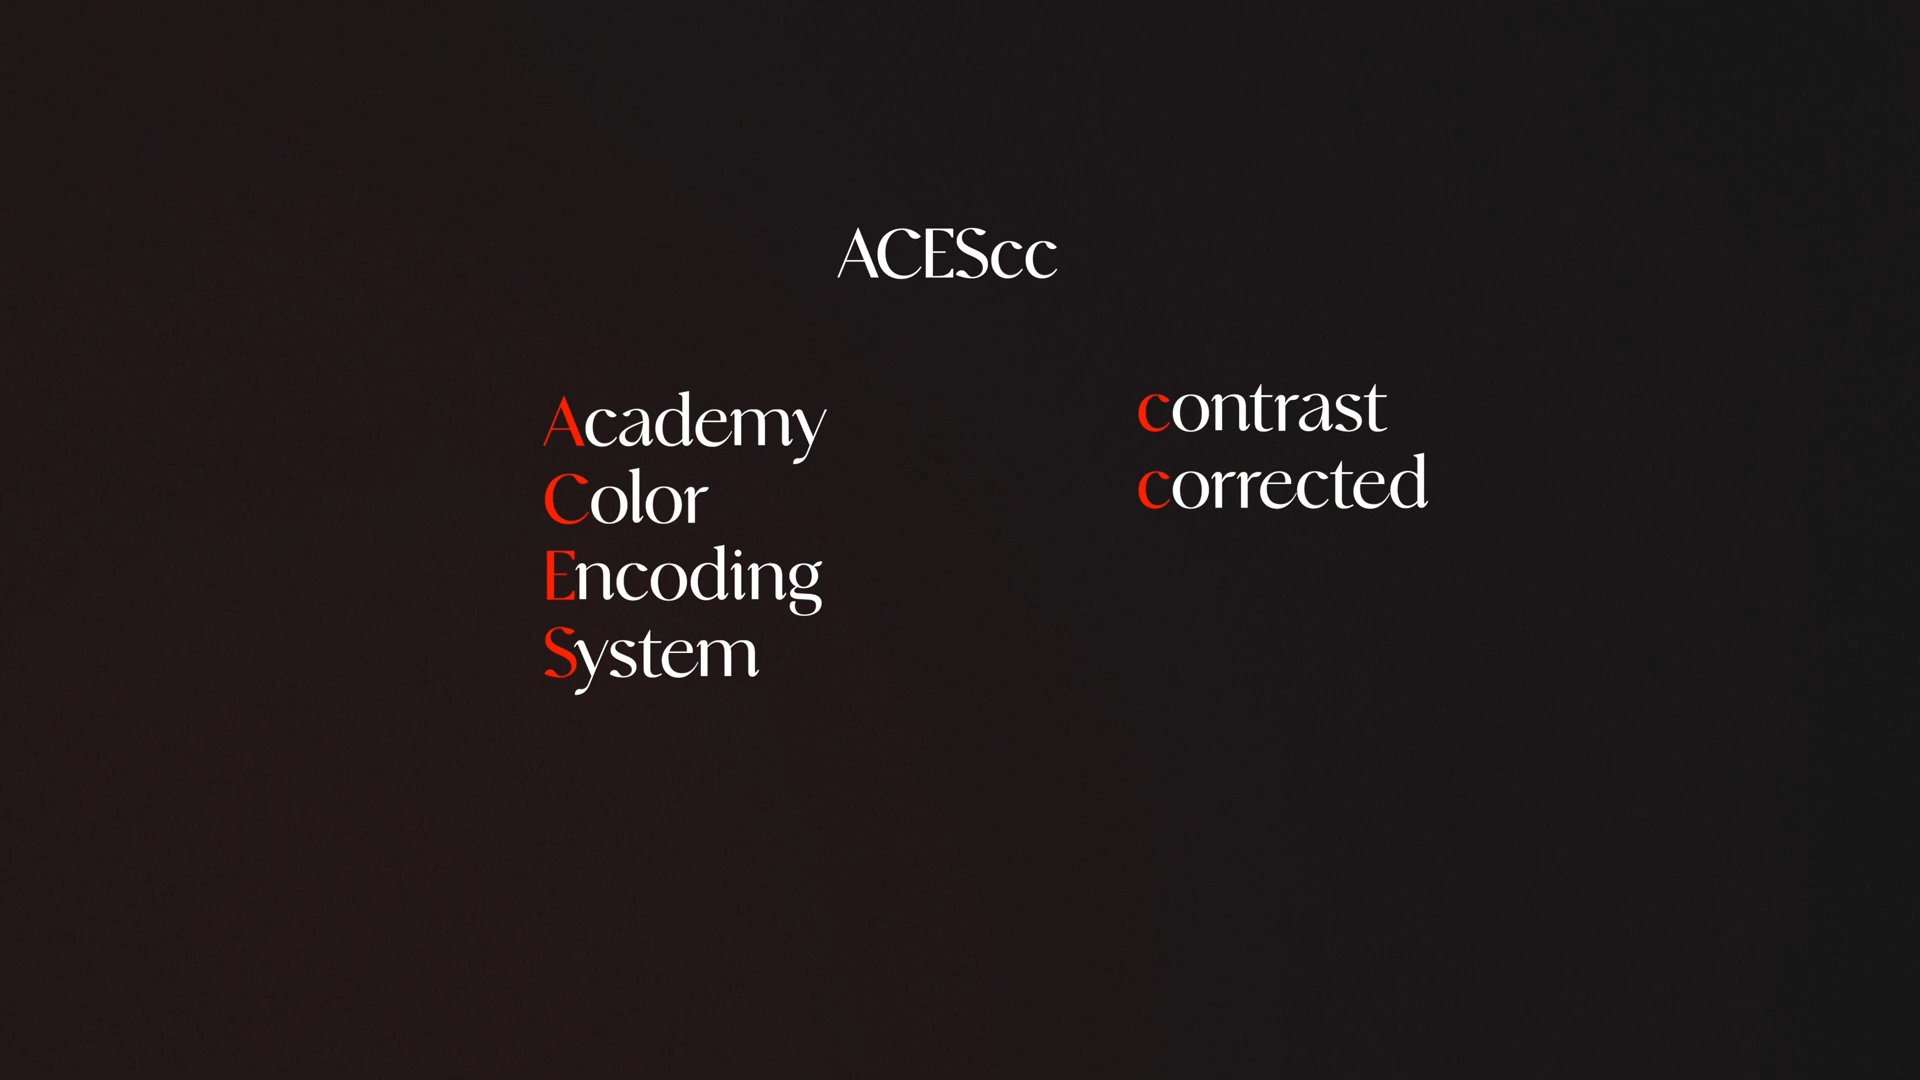 ACEScc
Academy
Color
Encoding
System
contrast
corrected